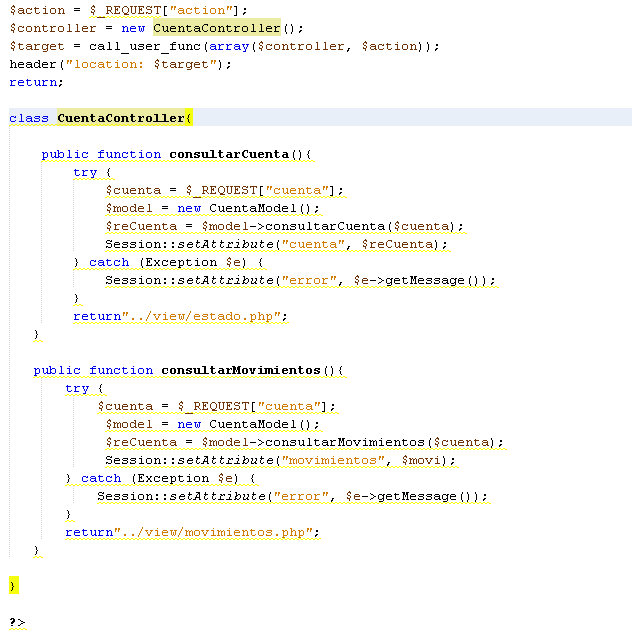 $action = $_REQUEST["action"];
$controller = new CuentaController();
$target = call_user_func(array($controller, $action));
header("location: $target");
return;
class CuentaController{
public function consultarCuenta(){
try {
$cuenta = $_REQUEST["cuenta"];
$model = new CuentaModel();
$reCuenta = $model->consultarCuenta($cuenta);
Session::setAttribute("cuenta", $reCuenta);
} catch (Exception $e) {
Session::setAttribute("error", $e->getMessage());
}
return"../view/estado.php";
}
public function consultarMovimientos(){
try {
$cuenta = $_REQUEST["cuenta"];
$model = new CuentaModel();
$reCuenta = $model->consultarMovimientos($cuenta);
Session::setAttribute("movimientos", $movi);
} catch (Exception $e) {
Session::setAttribute("error", $e->getMessage());
}
return"../view/movimientos.php";
}
}
?>